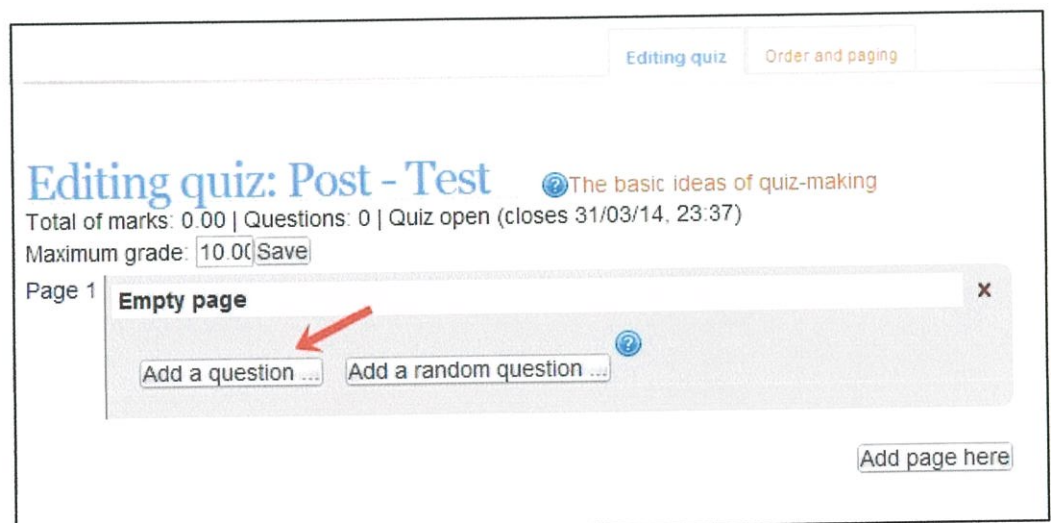 Editing quiz Order and paging
Editing quiz: Post - Test The basic ideas of quiz-making
Total of marks: 0.00 | Questions: 0 | Quiz open (closes 31/03/14, 23:37)
Maximum grade: 10.00 Save
Page 1 Empty page x
Add a question ... Add a random question ... ?
Add page here